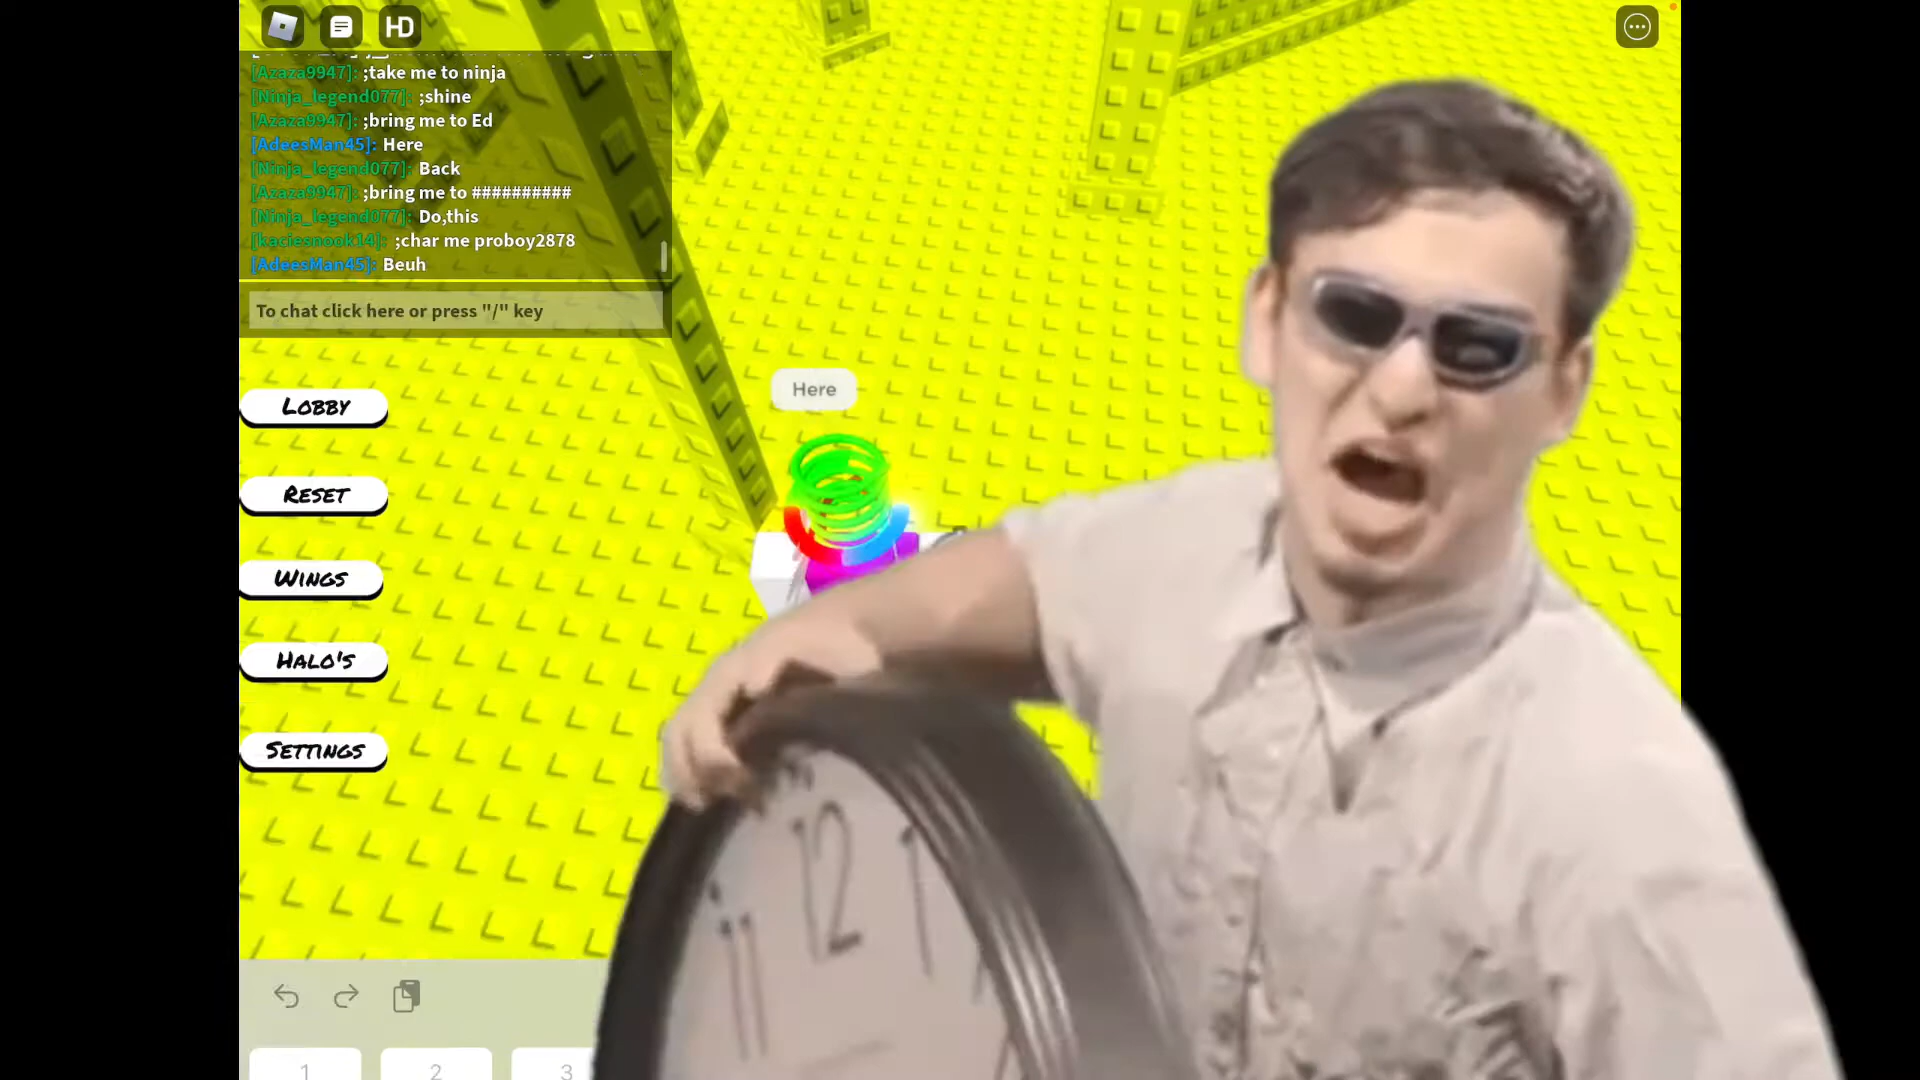 HD
[Azaza9947]: ;take me to ninja
[Ninja_legend077]: ;shine
[Azaza9947]: ;bring me to Ed
[AdeesMan45]: Here
[Ninja_legend077]: Back
[Azaza9947]: ;bring me to ##########
[Ninja_legend077]: Do,this
[kaciesnook14]: ;char me proboy2878
[AdeesMan45]: Beuh
To chat click here or press "/" key
Here
LOBBY
RESET
WINGS
HALO'S
SETTINGS
11 12 1
1 2 3